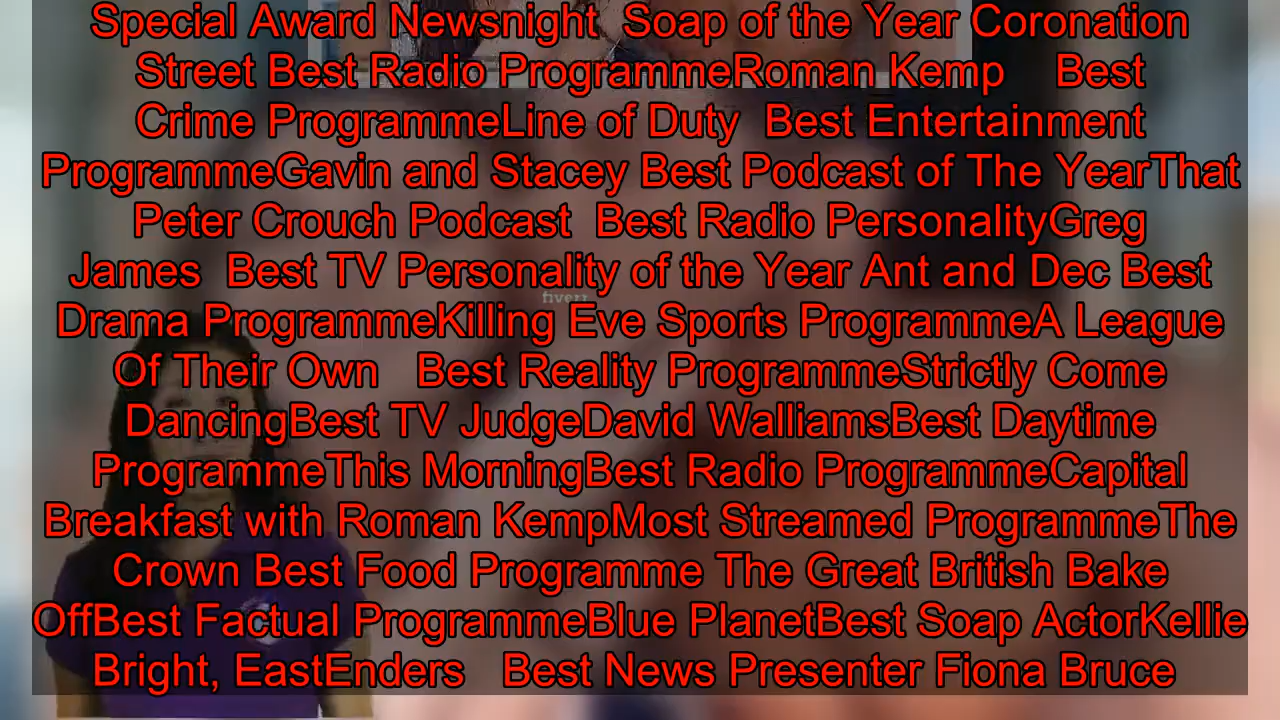 Special Award Newsnight  Soap of the Year Coronation
Street Best Radio ProgrammeRoman Kemp    Best
Crime ProgrammeLine of Duty  Best Entertainment
ProgrammeGavin and Stacey Best Podcast of The YearThat
Peter Crouch Podcast  Best Radio PersonalityGreg
James  Best TV Personality of the Year Ant and Dec Best
fiverr
Drama ProgrammeKilling Eve Sports ProgrammeA League
Of Their Own   Best Reality ProgrammeStrictly Come
DancingBest TV JudgeDavid WalliamsBest Daytime
ProgrammeThis MorningBest Radio ProgrammeCapital
Breakfast with Roman KempMost Streamed ProgrammeThe
Crown Best Food Programme The Great British Bake
OffBest Factual ProgrammeBlue PlanetBest Soap ActorKellie
Bright, EastEnders   Best News Presenter Fiona Bruce